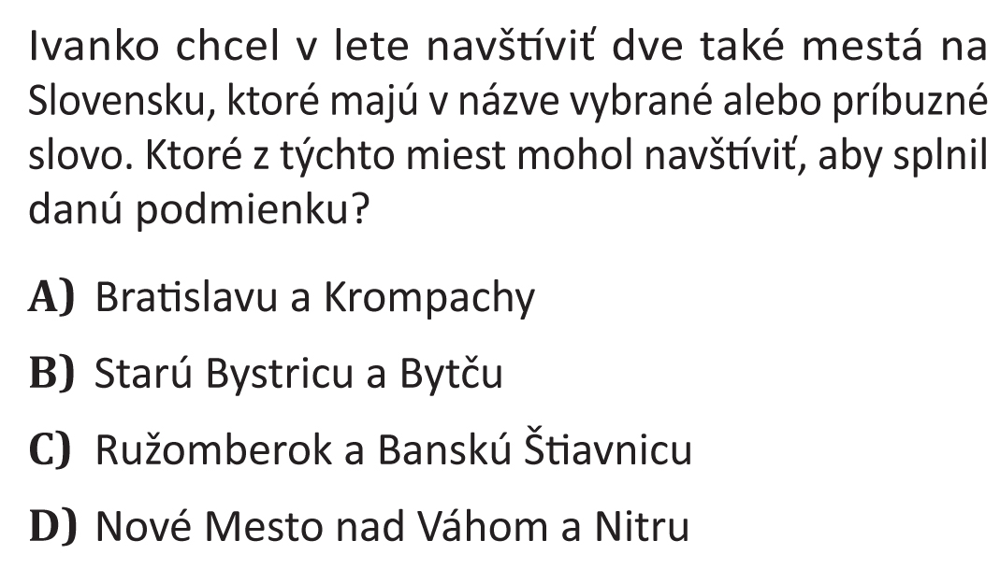 Ivanko chcel v lete navštíviť dve také mestá na
Slovensku, ktoré majú v názve vybrané alebo príbuzné
slovo. Ktoré z týchto miest mohol navštíviť, aby splnil
danú podmienku?
A) Bratislavu a Krompachy
B) Starú Bystricu a Bytču
C) Ružomberok a Banskú Štiavnicu
D) Nové Mesto nad Váhom a Nitru